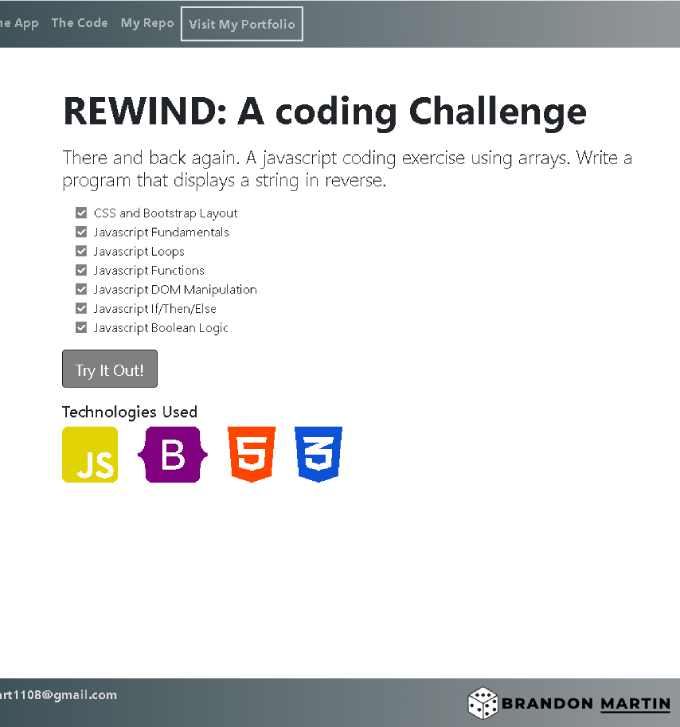 The Code My Repo Visit My Portfolio
REWIND: A coding Challenge
There and back again. A javascript coding exercise using arrays. Write a
program that displays a string in reverse.
CSS and Bootstrap Layout
Javascript Fundamentals
Javascript Loops
Javascript Functions
Javascript DOM Manipulation
Javascript If/Then/Else
Javascript Boolean Logic
Try It Out!
Technologies Used
JS B 5 3
art1108@gmail.com
BRANDON MARTIN